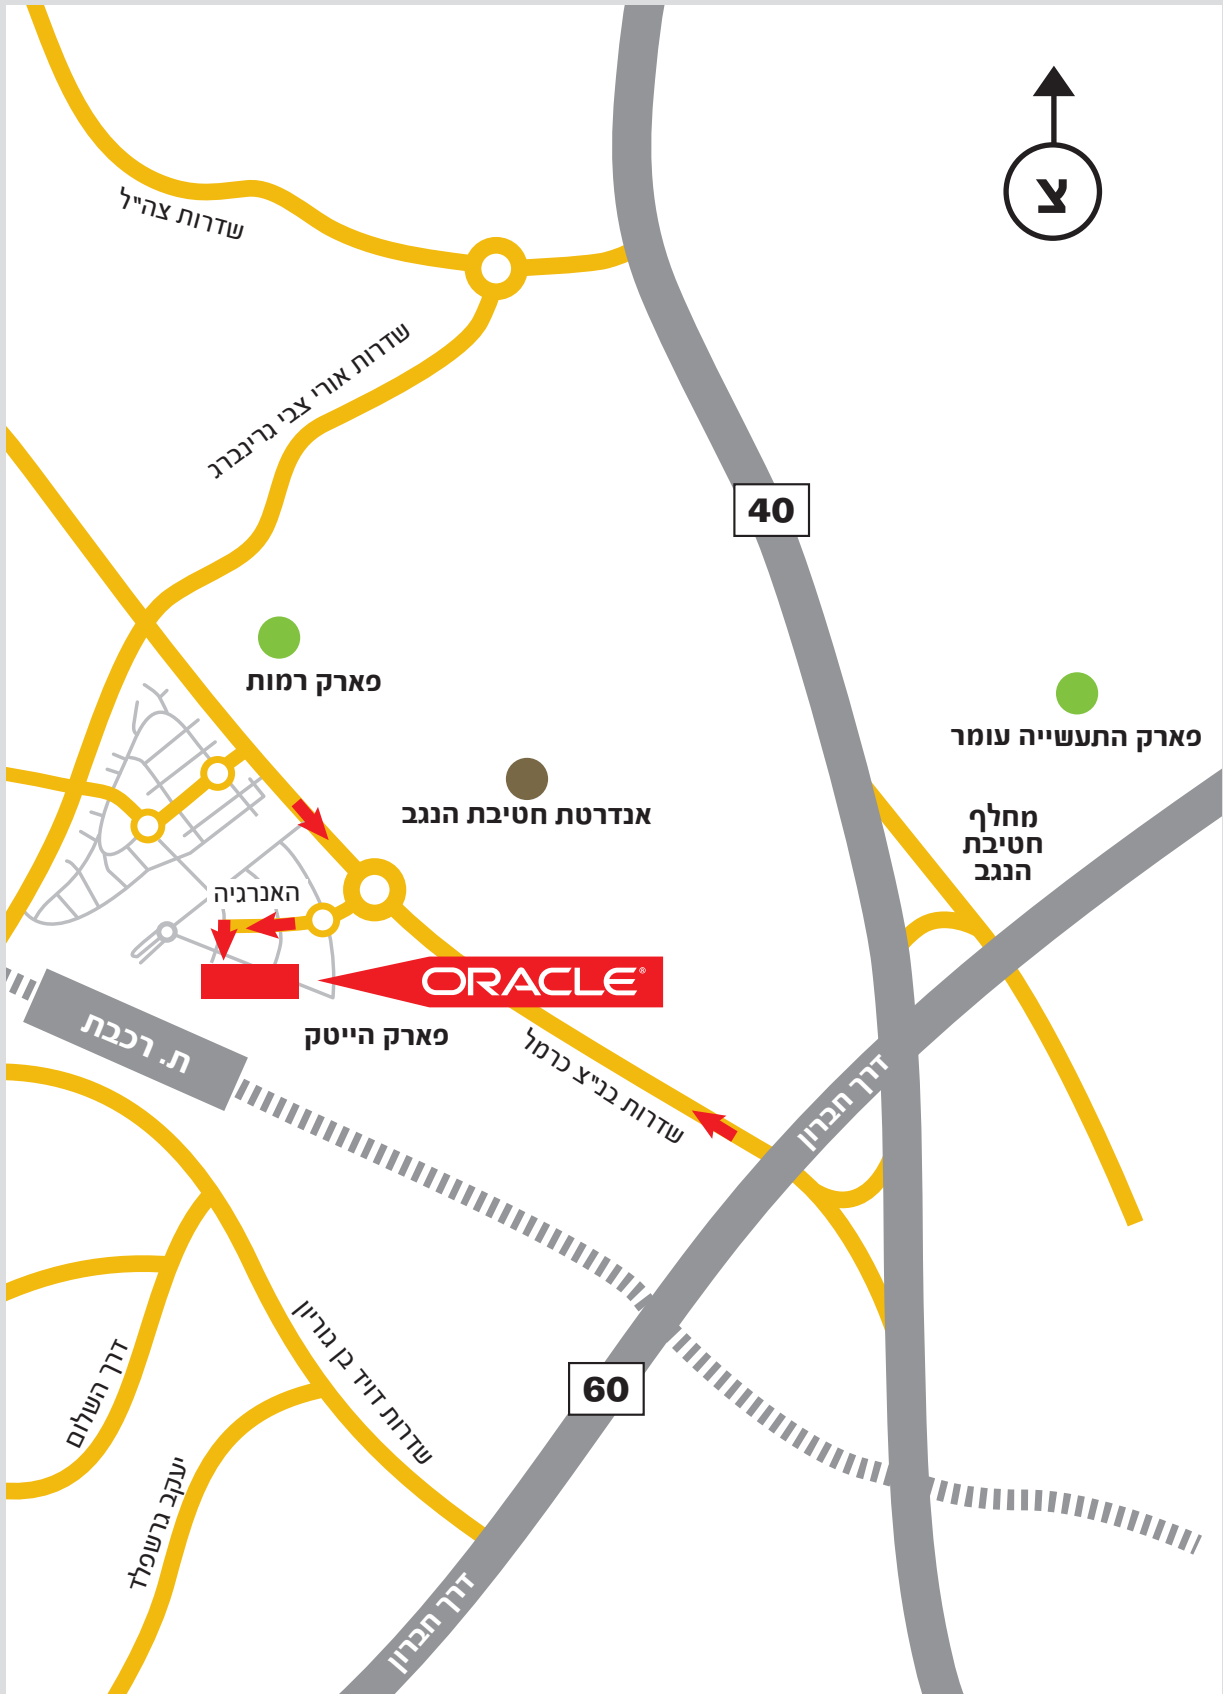 צ
שדרות צה"ל
שדרות אורי צבי גרינברג
40
פארק רמות
פארק התעשייה עומר
אנדרטת חטיבת הנגב
מחלף
חטיבת
הנגב
האנרגיה
ORACLE®
פארק הייטק
ת. רכבת
שדרות בנ"צ כרמל
דרך חברון
שדרות דויד בן גוריון
דרך השלום
60
יעקב גרשפלד
דרך חברון